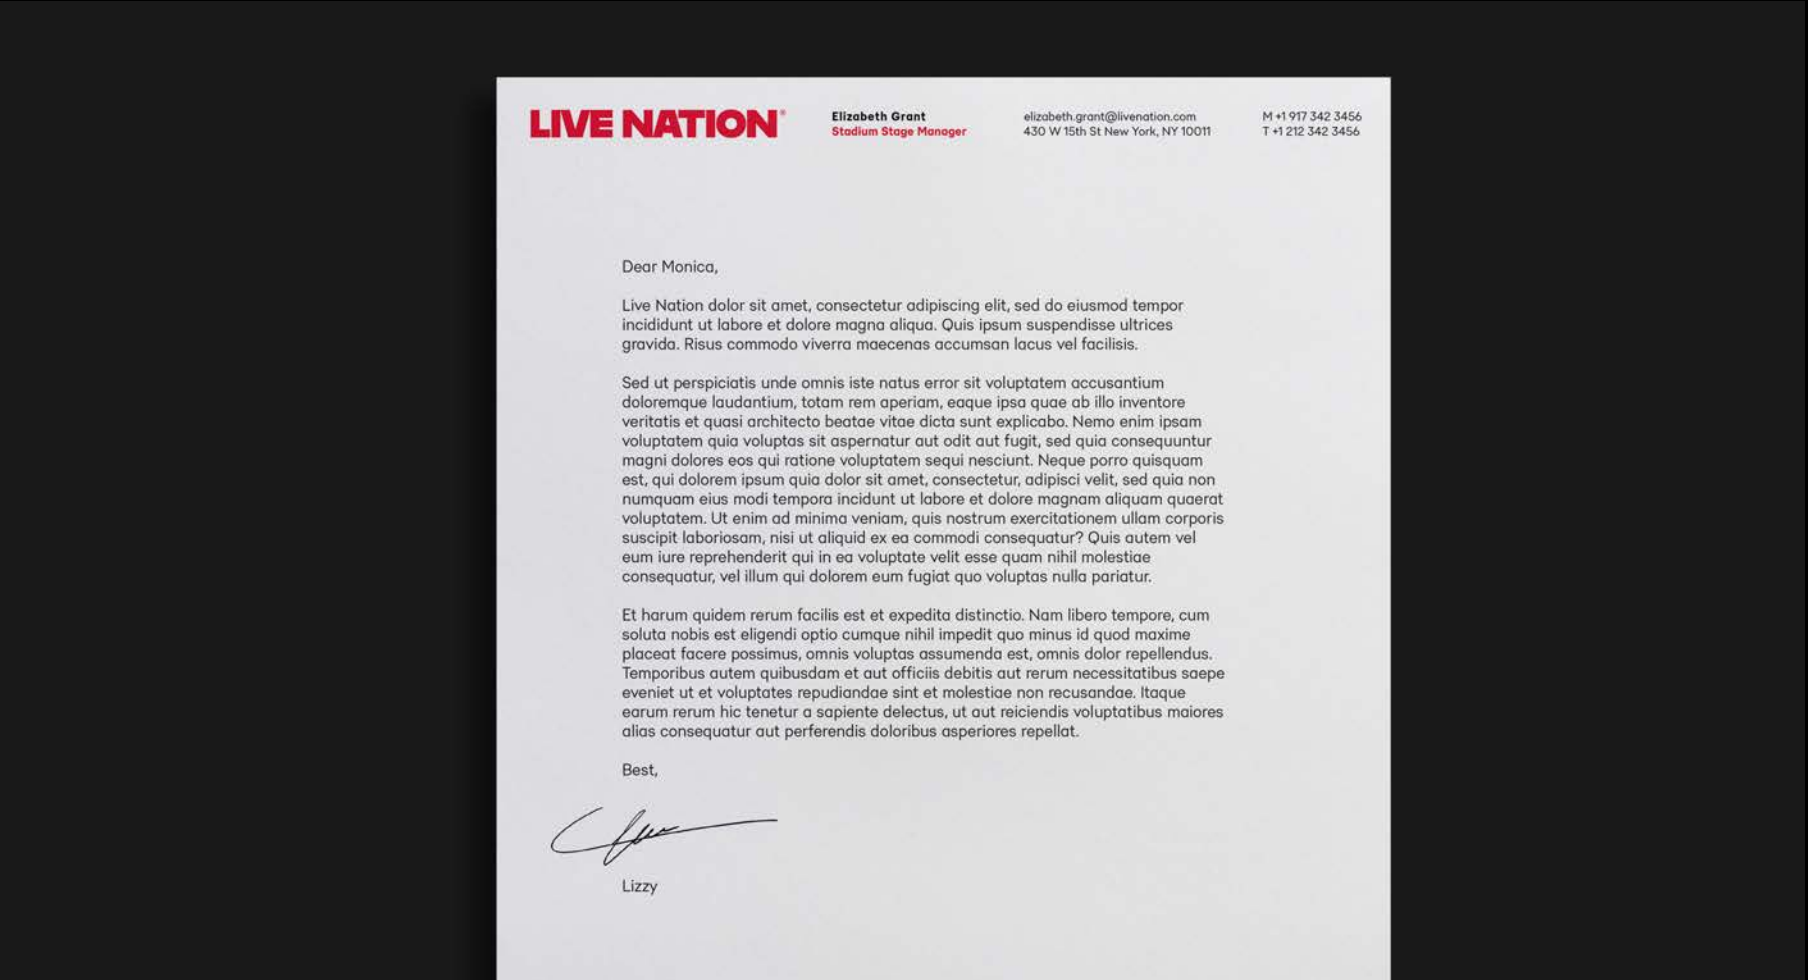 LIVE NATION®
Elizabeth Grant
Stadium Stage Manager
elizabeth.grant@livenation.com
430 W 15th St New York, NY 10011
M +1 917 342 3456
T +1 212 342 3456
Dear Monica,
Live Nation dolor sit amet, consectetur adipiscing elit, sed do eiusmod tempor
incididunt ut labore et dolore magna aliqua. Quis ipsum suspendisse ultrices
gravida. Risus commodo viverra maecenas accumsan lacus vel facilisis.
Sed ut perspiciatis unde omnis iste natus error sit voluptatem accusantium
doloremque laudantium, totam rem aperiam, eaque ipsa quae ab illo inventore
veritatis et quasi architecto beatae vitae dicta sunt explicabo. Nemo enim ipsam
voluptatem quia voluptas sit aspernatur aut odit aut fugit, sed quia consequuntur
magni dolores eos qui ratione voluptatem sequi nesciunt. Neque porro quisquam
est, qui dolorem ipsum quia dolor sit amet, consectetur, adipisci velit, sed quia non
numquam eius modi tempora incidunt ut labore et dolore magnam aliquam quaerat
voluptatem. Ut enim ad minima veniam, quis nostrum exercitationem ullam corporis
suscipit laboriosam, nisi ut aliquid ex ea commodi consequatur? Quis autem vel
eum iure reprehenderit qui in ea voluptate velit esse quam nihil molestiae
consequatur, vel illum qui dolorem eum fugiat quo voluptas nulla pariatur.
Et harum quidem rerum facilis est et expedita distinctio. Nam libero tempore, cum
soluta nobis est eligendi optio cumque nihil impedit quo minus id quod maxime
placeat facere possimus, omnis voluptas assumenda est, omnis dolor repellendus.
Temporibus autem quibusdam et aut officiis debitis aut rerum necessitatibus saepe
eveniet ut et voluptates repudiandae sint et molestiae non recusandae. Itaque
earum rerum hic tenetur a sapiente delectus, ut aut reiciendis voluptatibus maiores
alias consequatur aut perferendis doloribus asperiores repellat.
Best,
Lizzy